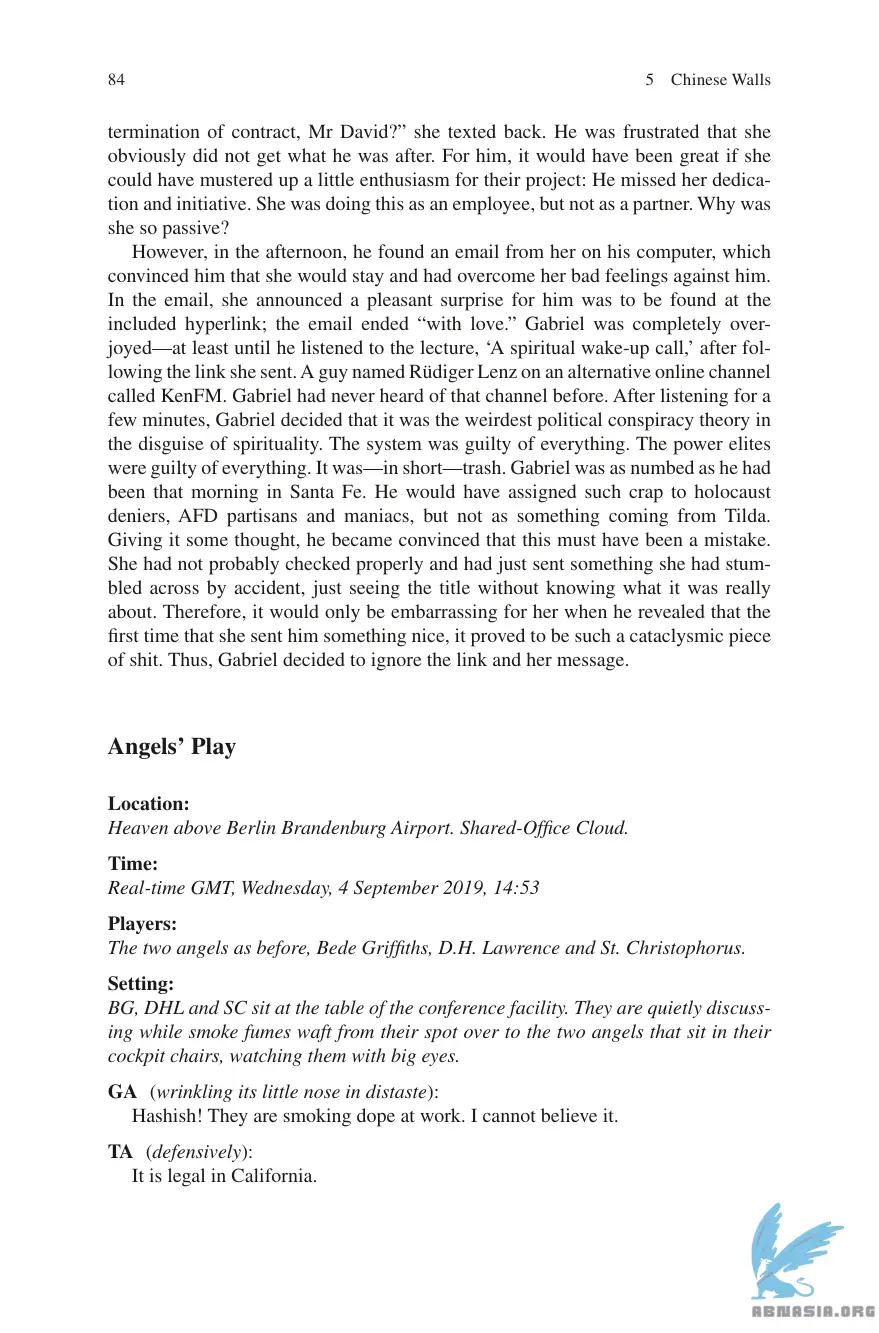 84
5 Chinese Walls
termination of contract, Mr David?” she texted back. He was frustrated that she
obviously did not get what he was after. For him, it would have been great if she
could have mustered up a little enthusiasm for their project: He missed her dedica-
tion and initiative. She was doing this as an employee, but not as a partner. Why was
she so passive?
However, in the afternoon, he found an email from her on his computer, which
convinced him that she would stay and had overcome her bad feelings against him.
In the email, she announced a pleasant surprise for him was to be found at the
included hyperlink; the email ended “with love.” Gabriel was completely over-
joyed—at least until he listened to the lecture, ‘A spiritual wake-up call,’ after fol-
lowing the link she sent. A guy named Rüdiger Lenz on an alternative online channel
called KenFM. Gabriel had never heard of that channel before. After listening for a
few minutes, Gabriel decided that it was the weirdest political conspiracy theory in
the disguise of spirituality. The system was guilty of everything. The power elites
were guilty of everything. It was—in short—trash. Gabriel was as numbed as he had
been that morning in Santa Fe. He would have assigned such crap to holocaust
deniers, AFD partisans and maniacs, but not as something coming from Tilda.
Giving it some thought, he became convinced that this must have been a mistake.
She had not probably checked properly and had just sent something she had stum-
bled across by accident, just seeing the title without knowing what it was really
about. Therefore, it would only be embarrassing for her when he revealed that the
first time that she sent him something nice, it proved to be such a cataclysmic piece
of shit. Thus, Gabriel decided to ignore the link and her message.
Angels’ Play
Location:
Heaven above Berlin Brandenburg Airport. Shared-Office Cloud.
Time:
Real-time GMT, Wednesday, 4 September 2019, 14:53
Players:
The two angels as before, Bede Griffiths, D.H. Lawrence and St. Christophorus.
Setting:
BG, DHL and SC sit at the table of the conference facility. They are quietly discuss-
ing while smoke fumes waft from their spot over to the two angels that sit in their
cockpit chairs, watching them with big eyes.
GA (wrinkling its little nose in distaste):
Hashish! They are smoking dope at work. I cannot believe it.
TA (defensively):
It is legal in California.
ABNASIA.ORG